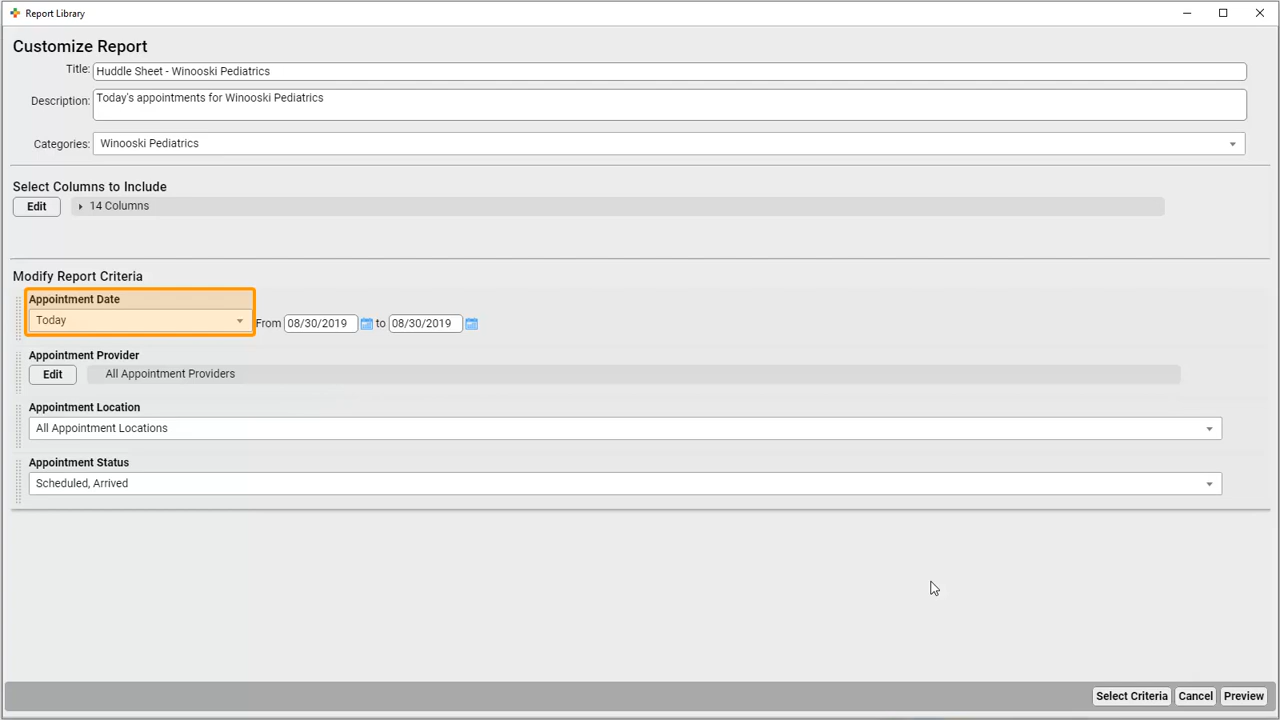 Report Library
Customize Report
Title: Huddle Sheet - Winooski Pediatrics
Description: Today's appointments for Winooski Pediatrics
Categories: Winooski Pediatrics
Select Columns to Include
Edit 14 Columns
Modify Report Criteria
Appointment Date
Today From 08/30/2019 to 08/30/2019
Appointment Provider
Edit All Appointment Providers
Appointment Location
All Appointment Locations
Appointment Status
Scheduled, Arrived
Select Criteria Cancel Preview